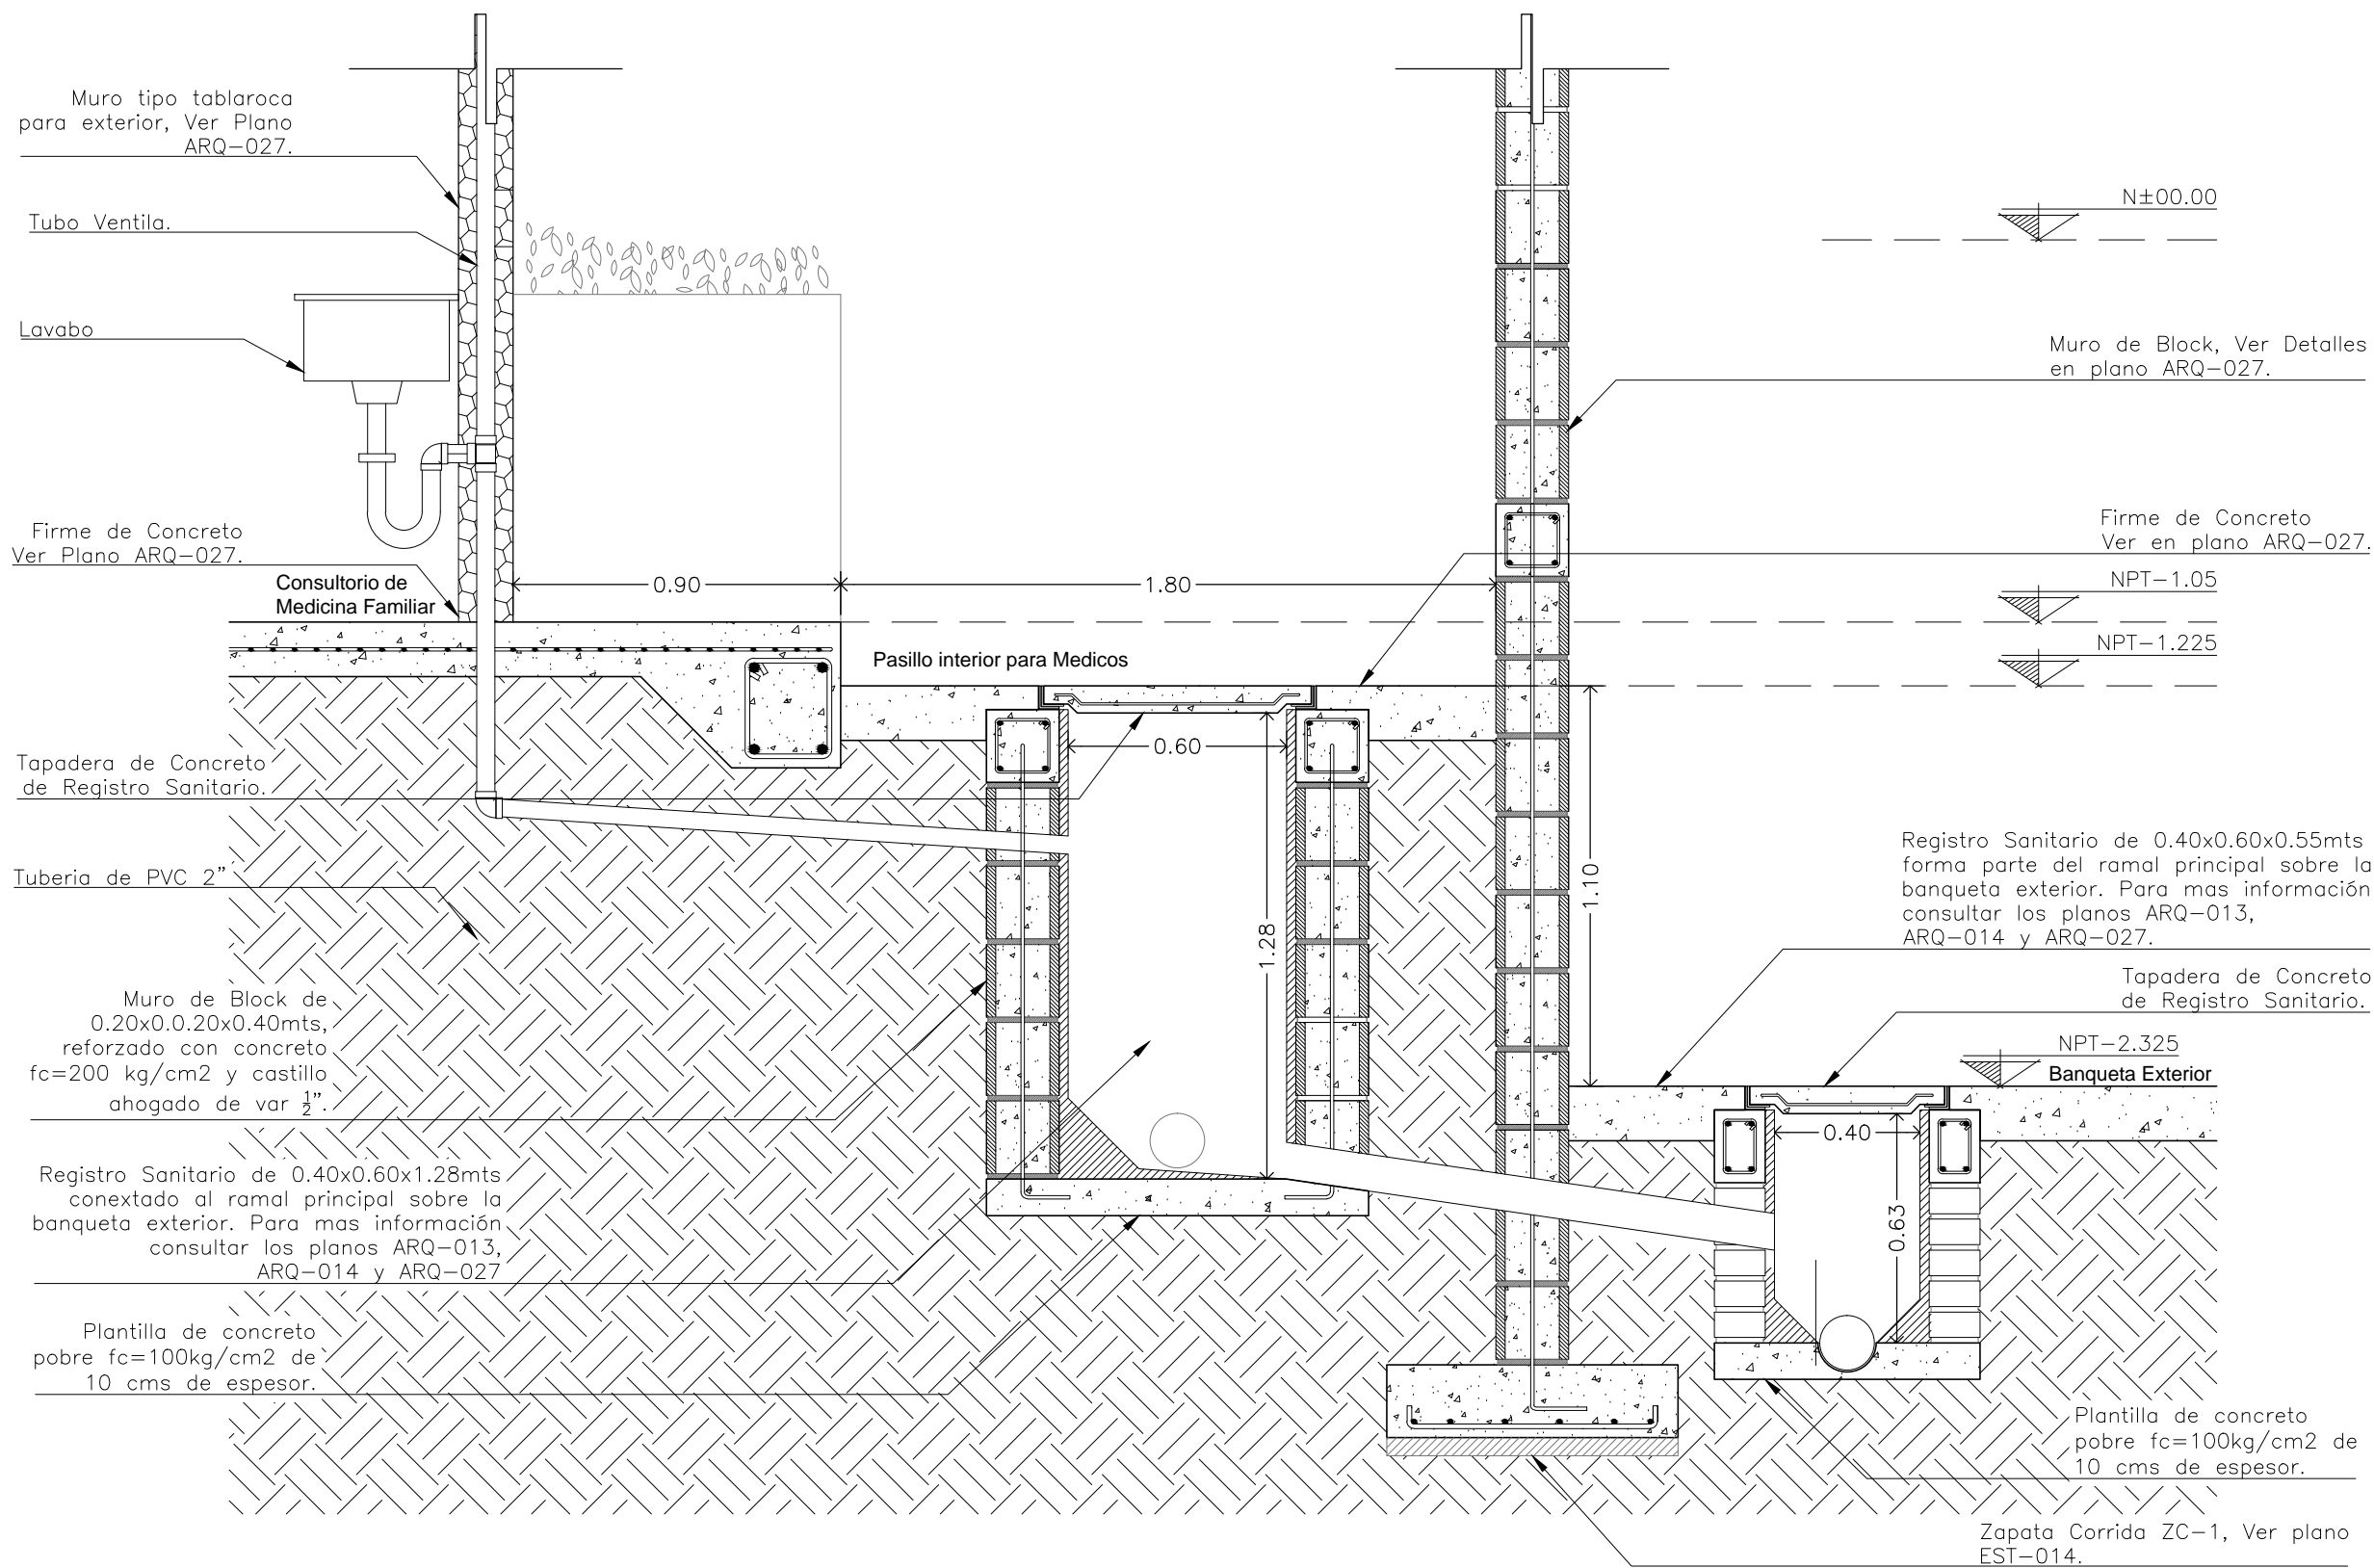 Muro tipo tablaroca
para exterior, Ver Plano
ARQ-027.
Tubo Ventila.
Lavabo
Firme de Concreto
Ver Plano ARQ-027.
Consultorio de
Medicina Familiar
0.90
1.80
Pasillo interior para Medicos
N±00.00
Muro de Block, Ver Detalles
en plano ARQ-027.
Firme de Concreto
Ver en plano ARQ-027.
NPT-1.05
NPT-1.225
Tapadera de Concreto
de Registro Sanitario.
0.60
Tuberia de PVC 2"
1.28
1.10
Registro Sanitario de 0.40x0.60x0.55mts
forma parte del ramal principal sobre la
banqueta exterior. Para mas información
consultar los planos ARQ-013,
ARQ-014 y ARQ-027.
Tapadera de Concreto
de Registro Sanitario.
NPT-2.325
Banqueta Exterior
Muro de Block de
0.20x0.0.20x0.40mts,
reforzado con concreto
fc=200 kg/cm2 y castillo
ahogado de var ½".
0.40
0.63
Registro Sanitario de 0.40x0.60x1.28mts
conextado al ramal principal sobre la
banqueta exterior. Para mas información
consultar los planos ARQ-013,
ARQ-014 y ARQ-027
Plantilla de concreto
pobre fc=100kg/cm2 de
10 cms de espesor.
Plantilla de concreto
pobre fc=100kg/cm2 de
10 cms de espesor.
Zapata Corrida ZC-1, Ver plano
EST-014.